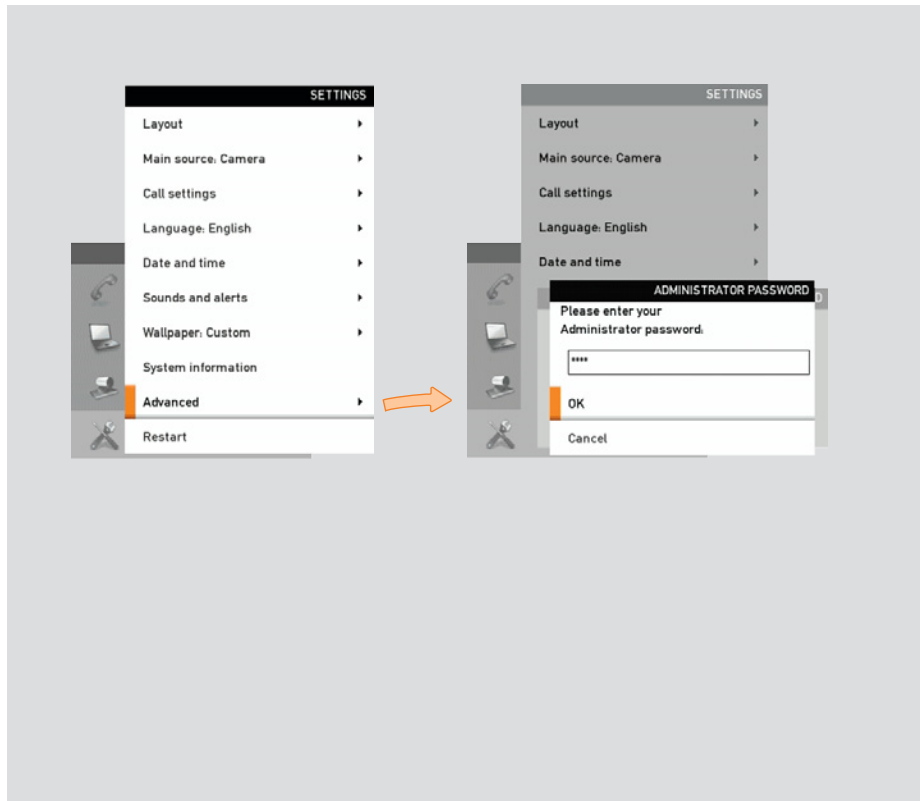 SETTINGS
Layout
Main source: Camera
Call settings
Language: English
Date and time
Sounds and alerts
Wallpaper: Custom
System information
Advanced
Restart
SETTINGS
Layout
Main source: Camera
Call settings
Language: English
Date and time
ADMINISTRATOR PASSWORD
Please enter your
Administrator password:
****
OK
Cancel